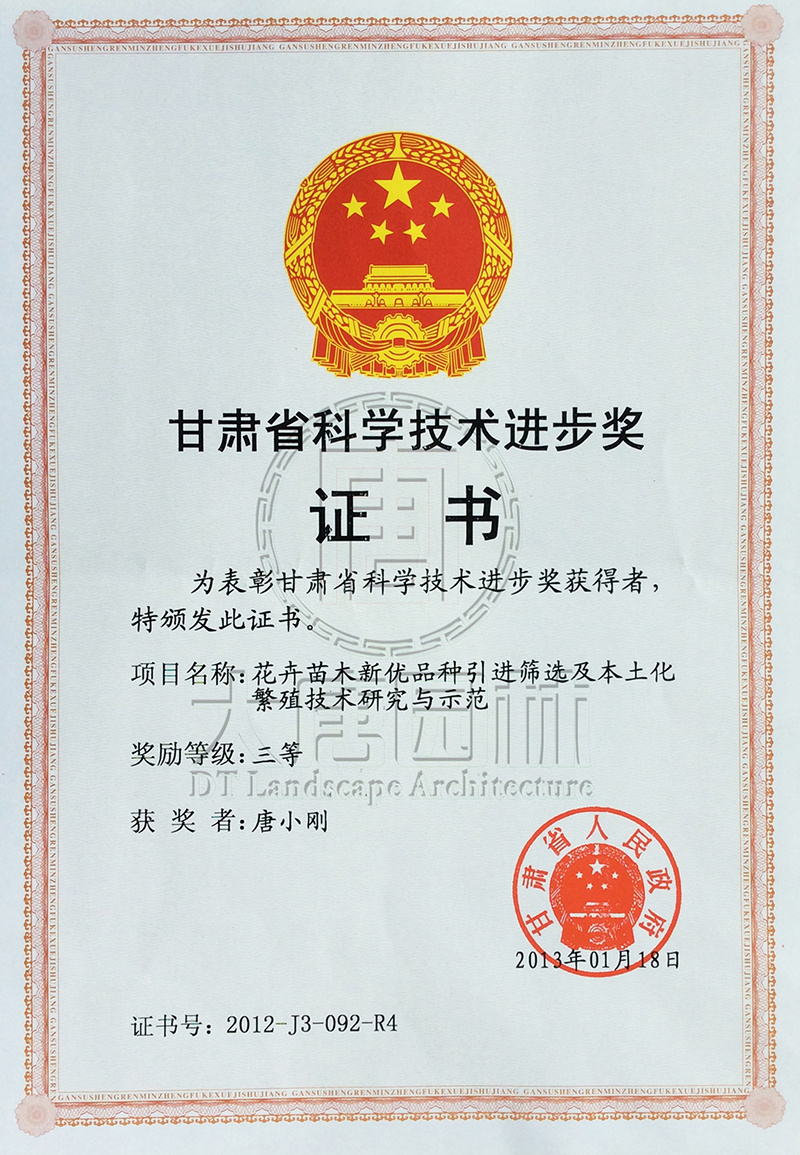 GANSUSHENGRENMINZHENGFUKEXUEJISHUJIANG GANSUSHENGRENMINZHENGFUKEXUEJISHUJIANG
甘肃省科学技术进步奖
证 书
为表彰甘肃省科学技术进步奖获得者，
特颁发此证书。
项目名称：花卉苗木新优品种引进筛选及本土化
繁殖技术研究与示范
大唐园林
奖励等级：三等
DT Landscape Architecture
获 奖 者：唐小刚
甘肃省人民政府
2013年01月18日
证书号：2012-J3-092-R4
GANSUSHENGRENMINZHENGFUKEXUEJISHUJIANG GANSUSHENGRENMINZHENGFUKEXUEJISHUJIANG